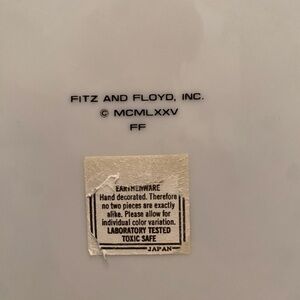 FITZ AND FLOYD, INC.
© MCMLXXV
FF
EARTHENWARE
Hand decorated. Therefore
no two pieces are exactly
alike. Please allow for
individual color variation.
LABORATORY TESTED
TOXIC SAFE
JAPAN